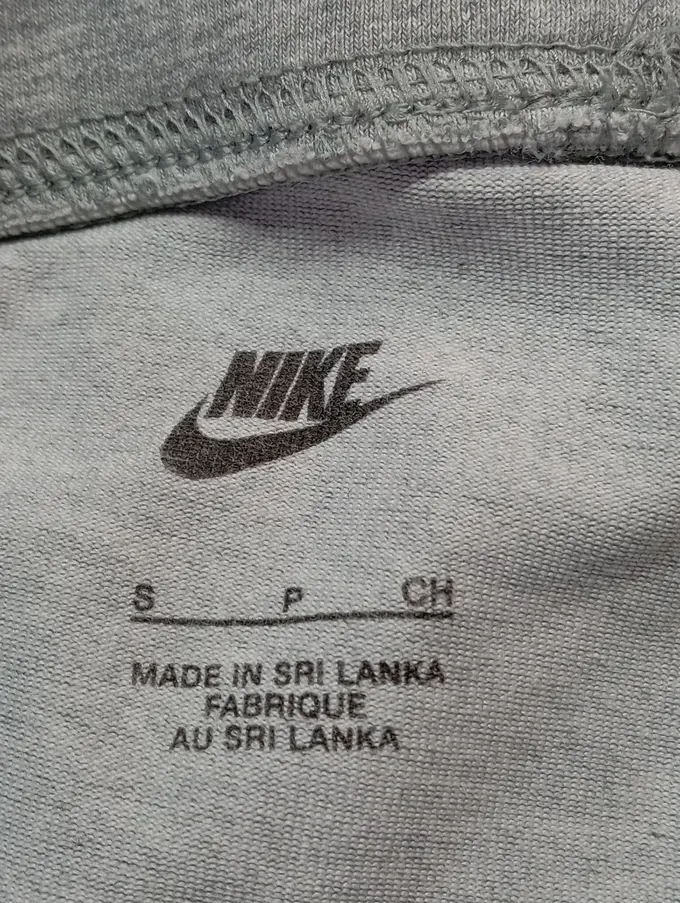 NIKE
S P CH
MADE IN SRI LANKA
FABRIQUE
AU SRI LANKA